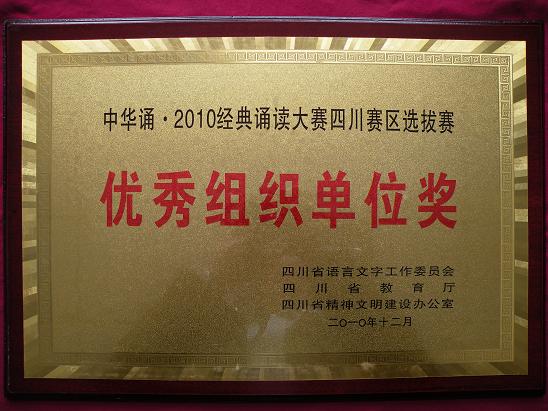 中华诵·2010经典诵读大赛四川赛区选拔赛
优秀组织单位奖
四川省语言文字工作委员会
四川省教育厅
四川省精神文明建设办公室
二〇一〇年十二月